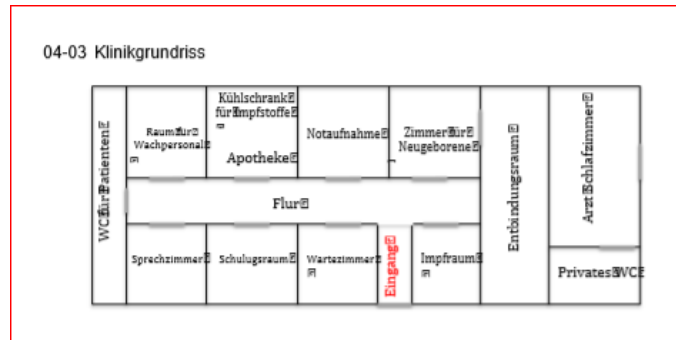 04-03 Klinikgrundriss
WC für Patienten
Raum für
Wachpersonal
Kühlschrank
für Impfstoffe
Apotheke
Notaufnahme
Zimmer für
Neugeborene
Entbindungsraum
Arzt Schlafzimmer
Flur
Sprechzimmer
Schulugsraum
Wartezimmer
Eingang
Impfraum
Privates WC